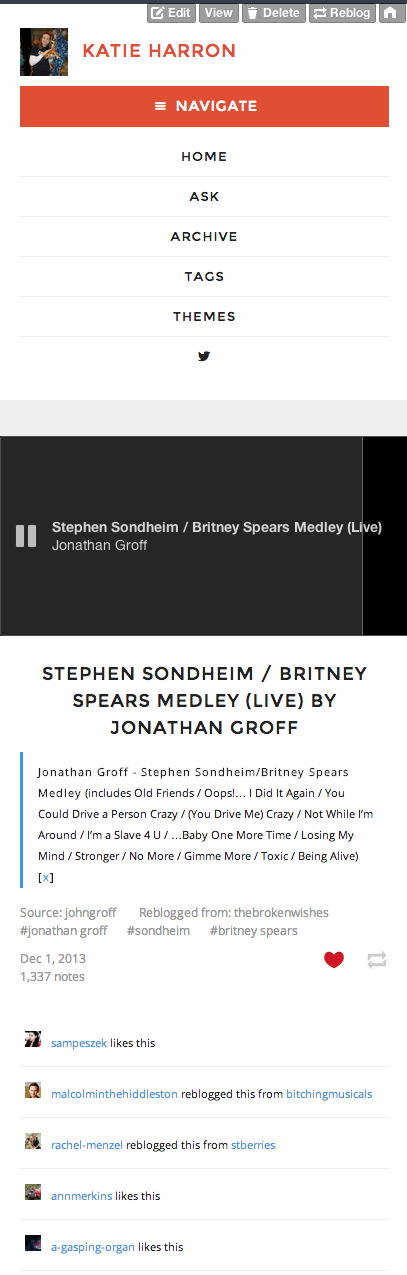 Edit View Delete Reblog
KATIE HARRON
NAVIGATE
HOME
ASK
ARCHIVE
TAGS
THEMES
Stephen Sondheim / Britney Spears Medley (Live)
Jonathan Groff
STEPHEN SONDHEIM / BRITNEY
SPEARS MEDLEY (LIVE) BY
JONATHAN GROFF
Jonathan Groff - Stephen Sondheim/Britney Spears
Medley (includes Old Friends / Oops!... I Did It Again / You
Could Drive a Person Crazy / (You Drive Me) Crazy / Not While I'm
Around / I'm a Slave 4 U / ...Baby One More Time / Losing My
Mind / Stronger / No More / Gimme More / Toxic / Being Alive)
[x]
Source: johngroff Reblogged from: thebrokenwishes
#jonathan groff #sondheim #britney spears
Dec 1, 2013
1,337 notes
sampeszek likes this
malcolminthehiddleston reblogged this from bitchingmusicals
rachel-menzel reblogged this from stberries
annmerkins likes this
a-gasping-organ likes this